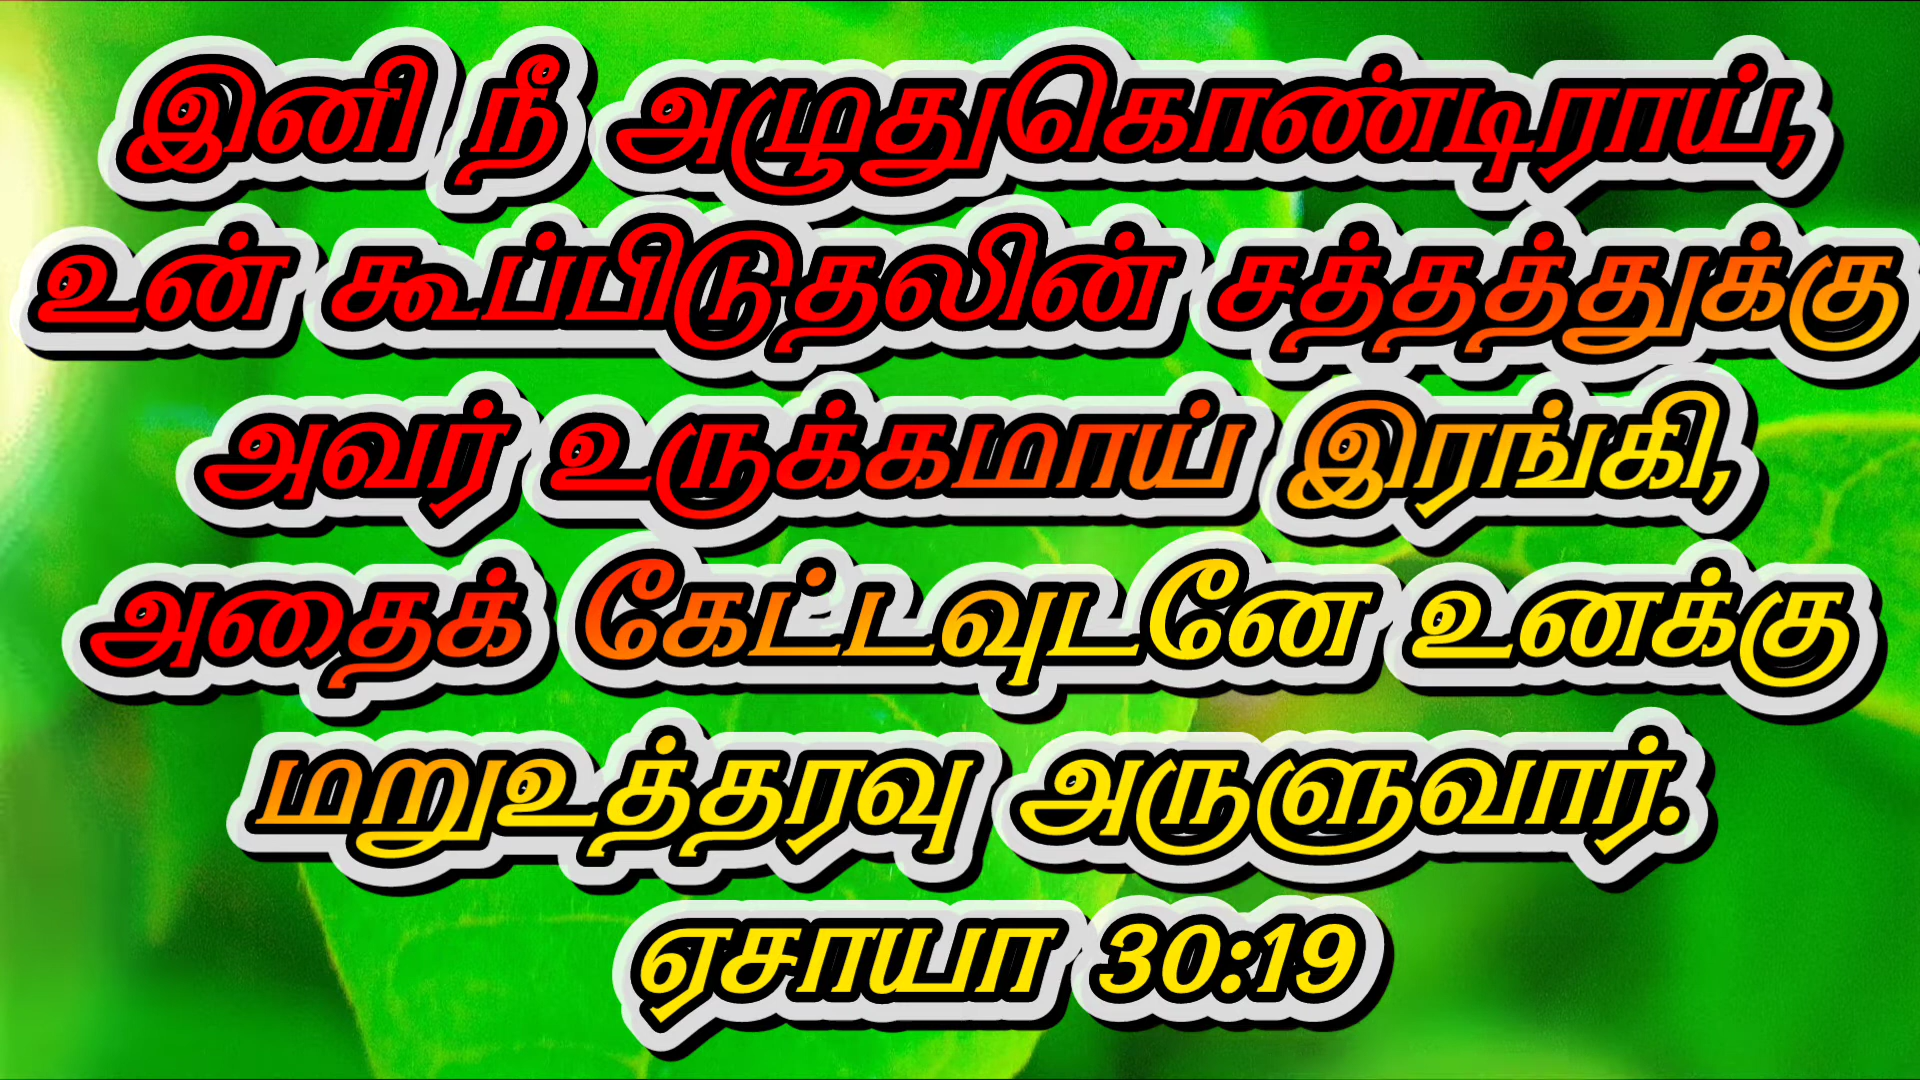 இனி நீ அழுதுகொண்டிராய்,
உன் கூப்பிடுதலின் சத்தத்துக்கு
அவர் உருக்கமாய் இரங்கி,
அதைக் கேட்டவுடனே உனக்கு
மறுஉத்தரவு அருளுவார்.
ஏசாயா 30:19